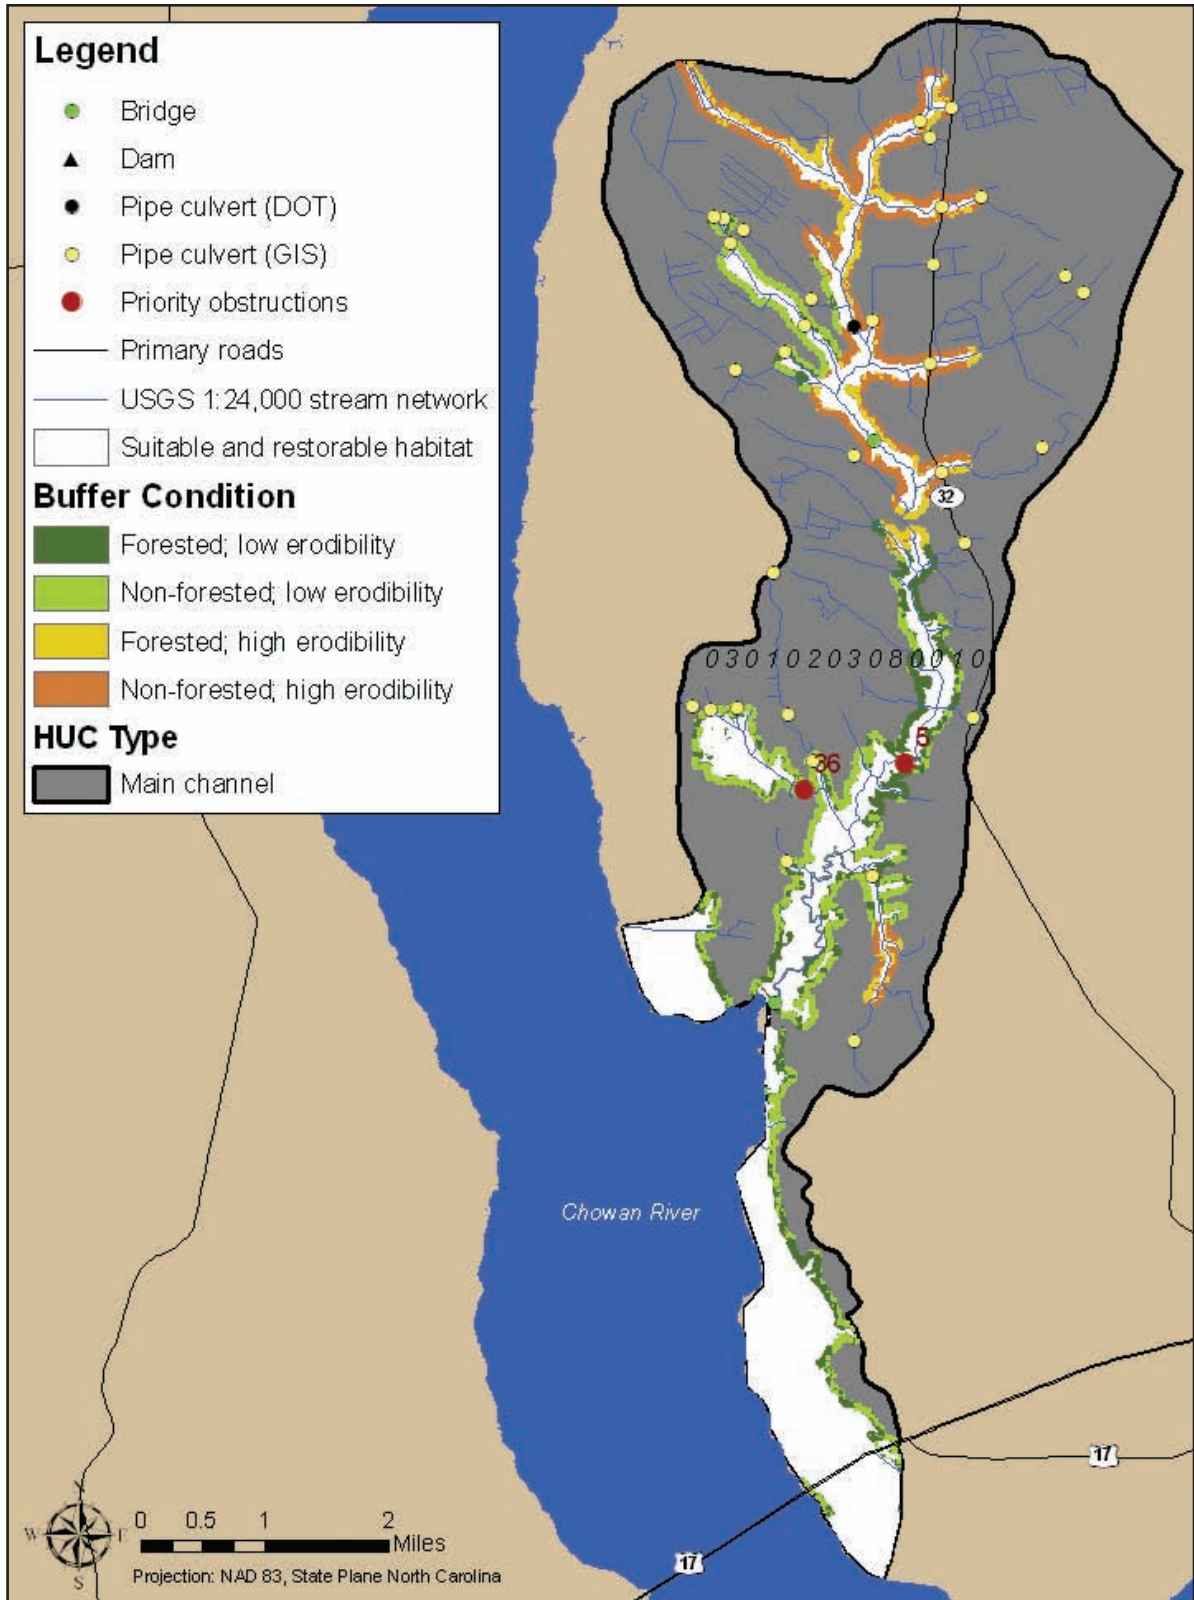 Legend
Bridge
Dam
Pipe culvert (DOT)
Pipe culvert (GIS)
Priority obstructions
Primary roads
USGS 1:24,000 stream network
Suitable and restorable habitat
Buffer Condition
Forested; low erodibility
Non-forested; low erodibility
Forested; high erodibility
Non-forested; high erodibility
HUC Type
Main channel
32
03010203080010
5
36
Chowan River
17
17
N
W E
S
0 0.5 1 2
Miles
Projection: NAD 83, State Plane North Carolina